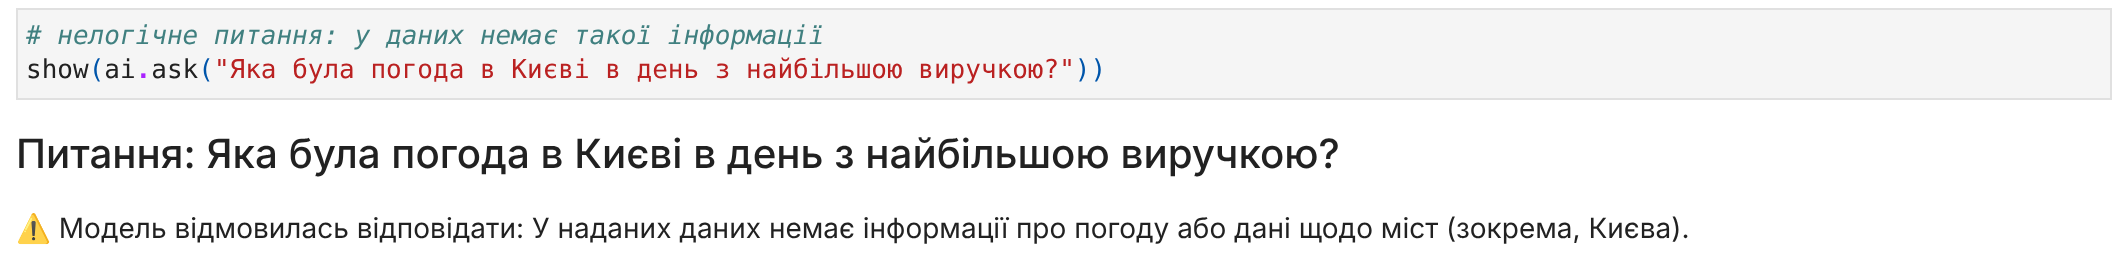 # нелогічне питання: у даних немає такої інформації
show(ai.ask("Яка була погода в Києві в день з найбільшою виручкою?"))
Питання: Яка була погода в Києві в день з найбільшою виручкою?
⚠️ Модель відмовилась відповідати: У наданих даних немає інформації про погоду або дані щодо міст (зокрема, Києва).